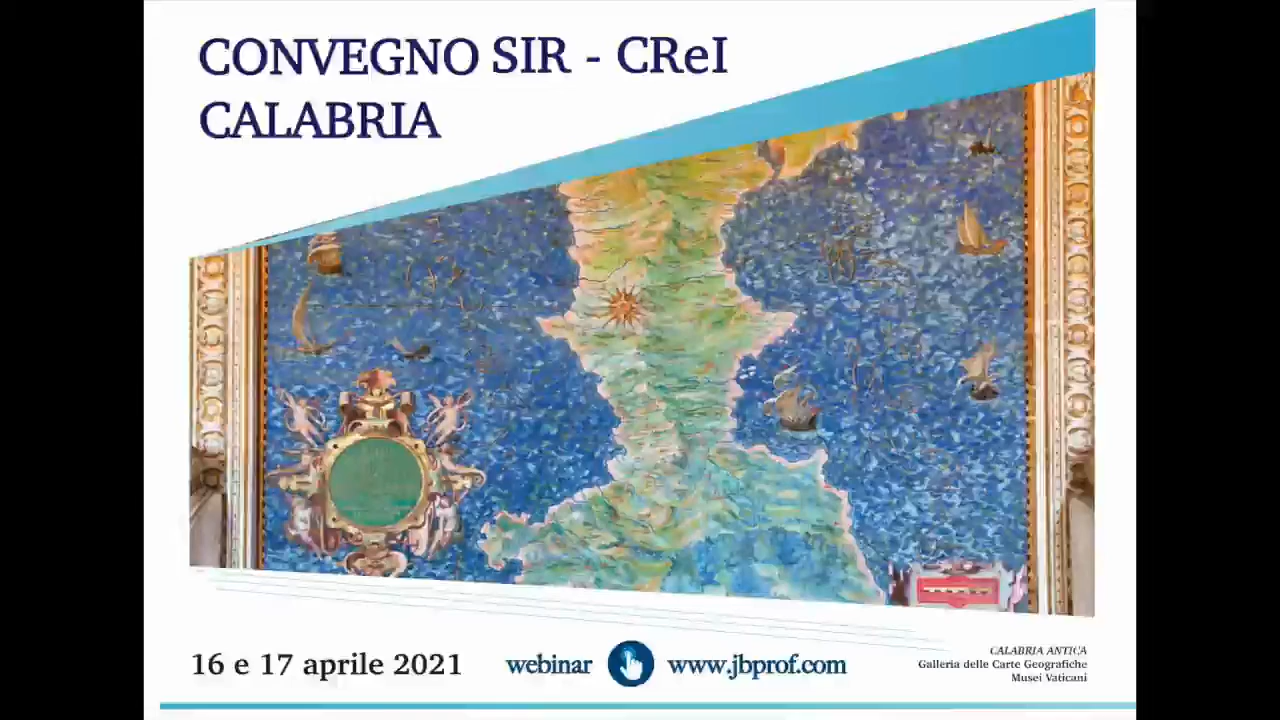 CONVEGNO SIR - CReI
CALABRIA
16 e 17 aprile 2021
webinar www.jbprof.com
CALABRIA ANTICA
Galleria delle Carte Geografiche
Musei Vaticani